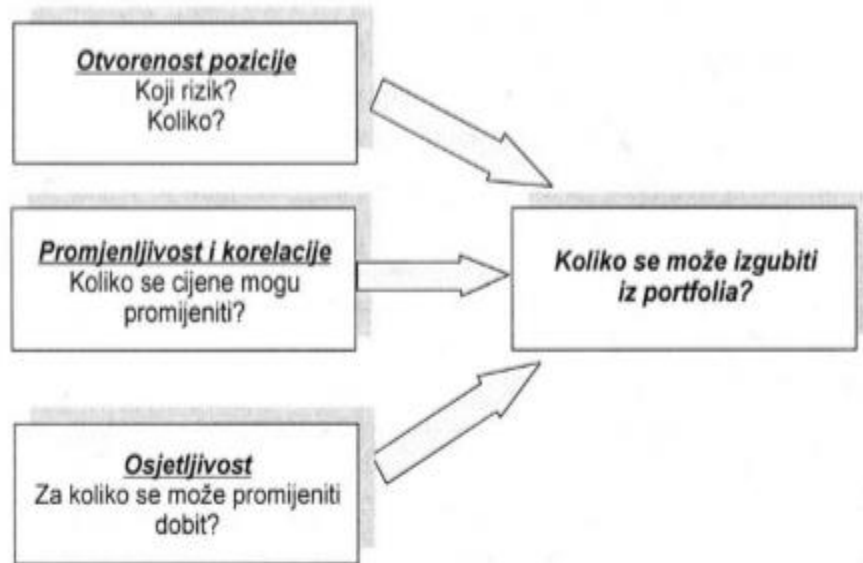 Otvorenost pozicije
Koji rizik?
Koliko?
Promjenljivost i korelacije
Koliko se cijene mogu
promijeniti?
Osjetljivost
Za koliko se može promijeniti
dobit?
Koliko se može izgubiti
iz portfolia?